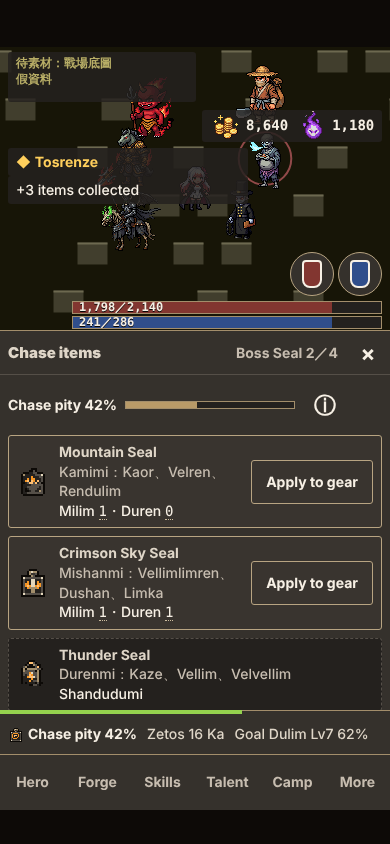 待素材：戰場底圖
假資料
8,640 1,180
◆ Tosrenze
+3 items collected
1,798／2,140
241／286
Chase items Boss Seal 2／4 ×
Chase pity 42% ⓘ
Mountain Seal
Kamimi：Kaor、Velren、
Rendulim
Milim 1・Duren 0
Apply to gear
Crimson Sky Seal
Mishanmi：Vellimlimren、
Dushan、Limka
Milim 1・Duren 1
Apply to gear
Thunder Seal
Durenmi：Kaze、Vellim、Velvellim
Shandudumi
Chase pity 42% Zetos 16 Ka Goal Dulim Lv7 62%
Hero Forge Skills Talent Camp More